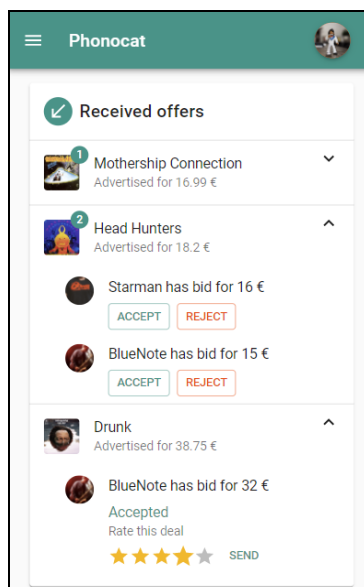 Phonocat
Received offers
1
Mothership Connection
Advertised for 16.99 €
2
Head Hunters
Advertised for 18.2 €
Starman has bid for 16 €
ACCEPT REJECT
BlueNote has bid for 15 €
ACCEPT REJECT
Drunk
Advertised for 38.75 €
BlueNote has bid for 32 €
Accepted
Rate this deal
SEND